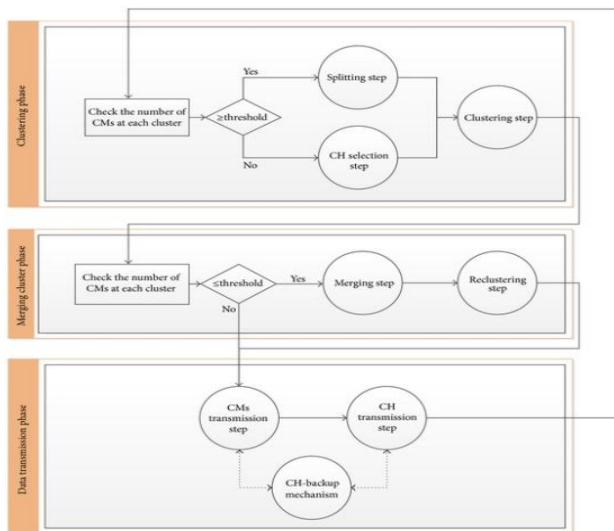 Clustering phase
Check the number of
CMs at each cluster
≥threshold
Yes
No
Splitting step
CH selection
step
Clustering step
Merging cluster phase
Check the number of
CMs at each cluster
≤threshold
Yes
No
Merging step
Reclustering
step
Data transmission phase
CMs
transmission
step
CH
transmission
step
CH-backup
mechanism